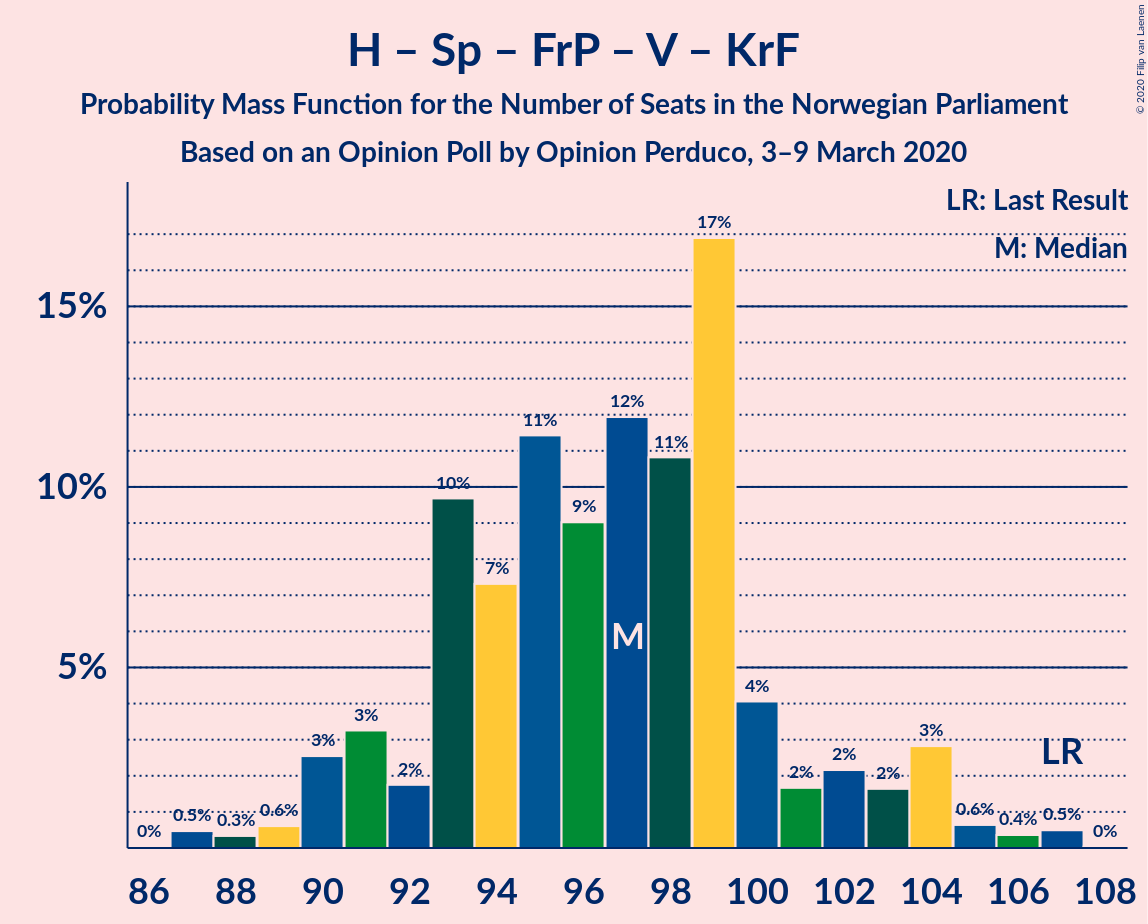 H – Sp – FrP – V – KrF
Probability Mass Function for the Number of Seats in the Norwegian Parliament
Based on an Opinion Poll by Opinion Perduco, 3–9 March 2020
© 2020 Filip van Laenen
LR: Last Result
M: Median
15%
10%
5%
0%
0.5%
0.3%
0.6%
3%
3%
2%
10%
7%
11%
9%
12%
11%
17%
4%
2%
2%
2%
3%
0.6%
0.4%
0.5%
0%
M
LR
86 88 90 92 94 96 98 100 102 104 106 108